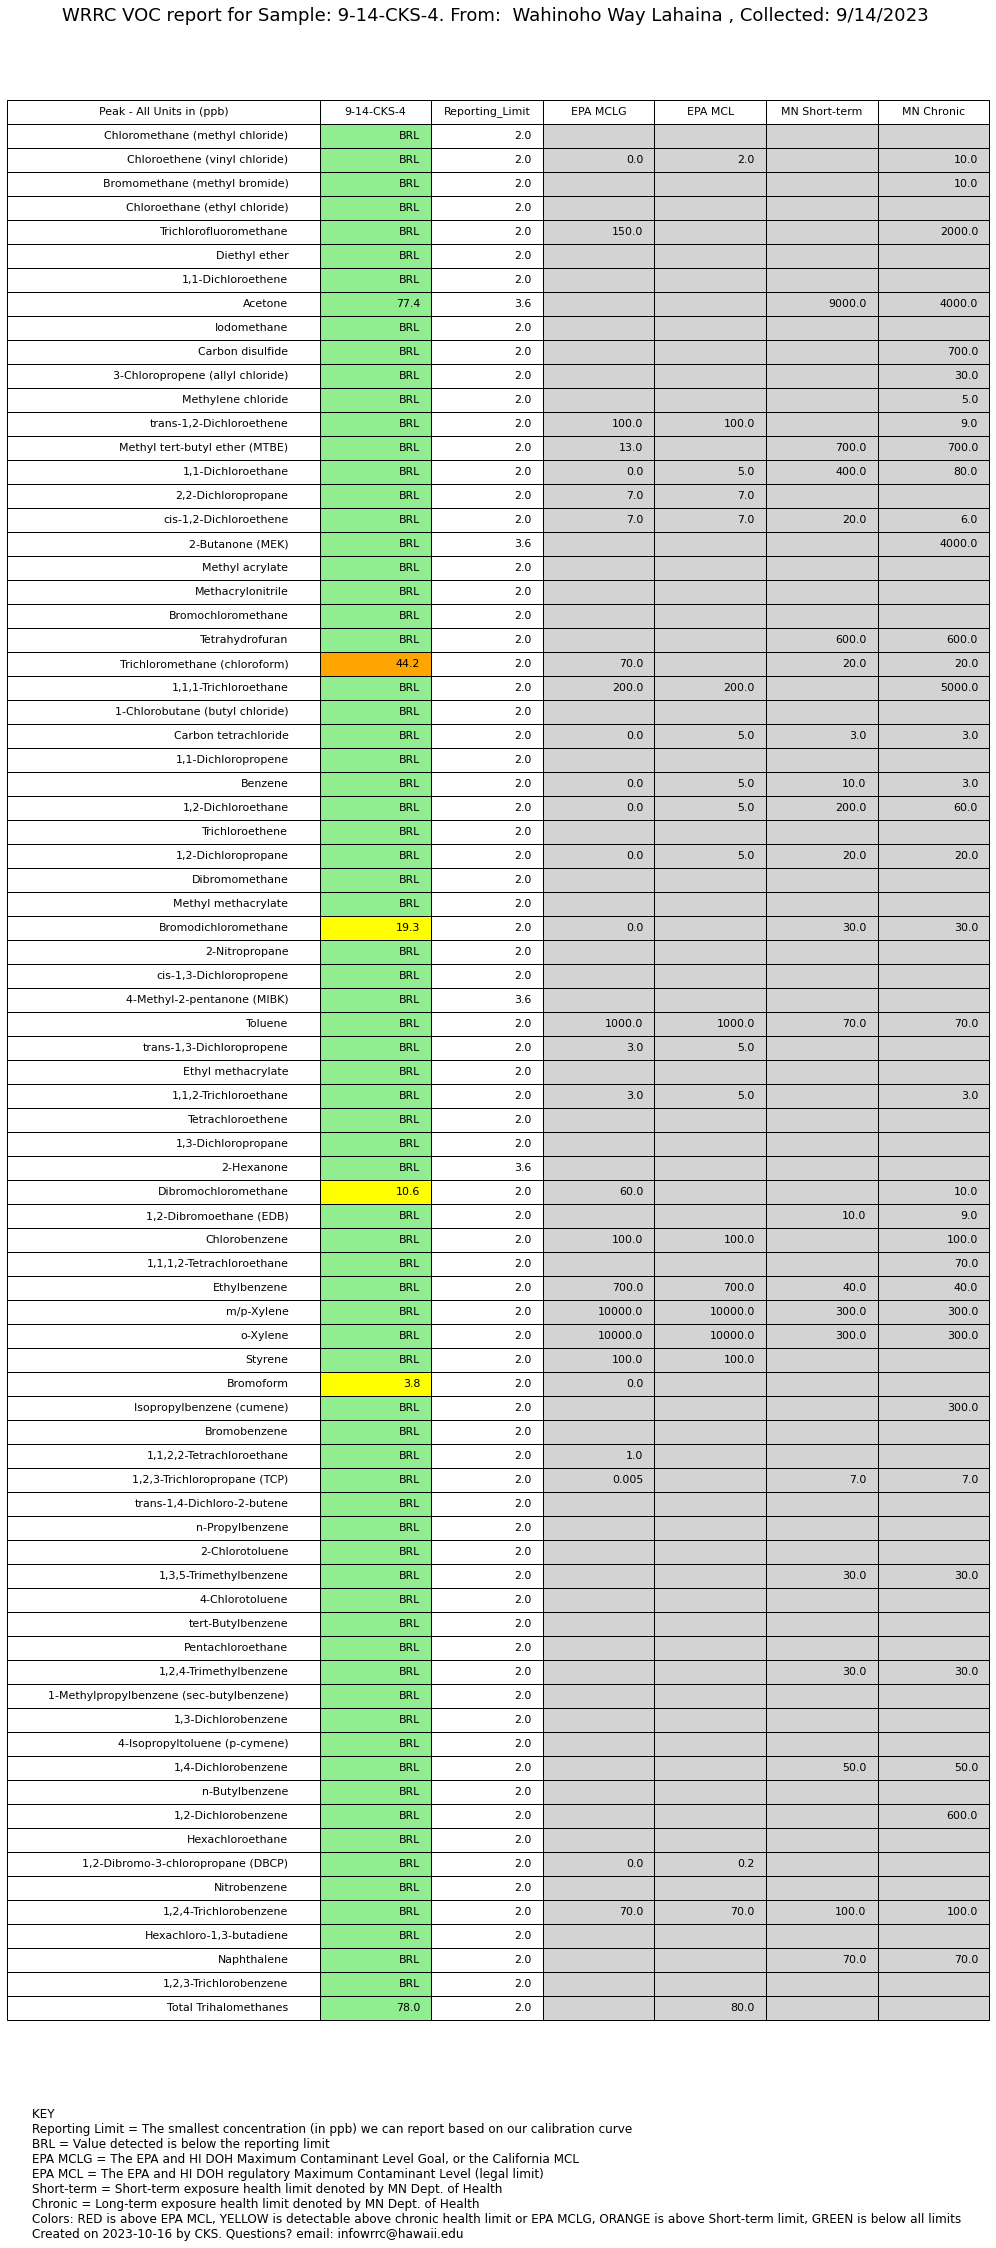 WRRC VOC report for Sample: 9-14-CKS-4. From:  Wahinoho Way Lahaina , Collected: 9/14/2023
Peak - All Units in (ppb) 9-14-CKS-4 Reporting_Limit EPA MCLG EPA MCL MN Short-term MN Chronic
Chloromethane (methyl chloride) BRL 2.0
Chloroethene (vinyl chloride) BRL 2.0 0.0 2.0 10.0
Bromomethane (methyl bromide) BRL 2.0 10.0
Chloroethane (ethyl chloride) BRL 2.0
Trichlorofluoromethane BRL 2.0 150.0 2000.0
Diethyl ether BRL 2.0
1,1-Dichloroethene BRL 2.0
Acetone 77.4 3.6 9000.0 4000.0
Iodomethane BRL 2.0
Carbon disulfide BRL 2.0 700.0
3-Chloropropene (allyl chloride) BRL 2.0 30.0
Methylene chloride BRL 2.0 5.0
trans-1,2-Dichloroethene BRL 2.0 100.0 100.0 9.0
Methyl tert-butyl ether (MTBE) BRL 2.0 13.0 700.0 700.0
1,1-Dichloroethane BRL 2.0 0.0 5.0 400.0 80.0
2,2-Dichloropropane BRL 2.0 7.0 7.0
cis-1,2-Dichloroethene BRL 2.0 7.0 7.0 20.0 6.0
2-Butanone (MEK) BRL 3.6 4000.0
Methyl acrylate BRL 2.0
Methacrylonitrile BRL 2.0
Bromochloromethane BRL 2.0
Tetrahydrofuran BRL 2.0 600.0 600.0
Trichloromethane (chloroform) 44.2 2.0 70.0 20.0 20.0
1,1,1-Trichloroethane BRL 2.0 200.0 200.0 5000.0
1-Chlorobutane (butyl chloride) BRL 2.0
Carbon tetrachloride BRL 2.0 0.0 5.0 3.0 3.0
1,1-Dichloropropene BRL 2.0
Benzene BRL 2.0 0.0 5.0 10.0 3.0
1,2-Dichloroethane BRL 2.0 0.0 5.0 200.0 60.0
Trichloroethene BRL 2.0
1,2-Dichloropropane BRL 2.0 0.0 5.0 20.0 20.0
Dibromomethane BRL 2.0
Methyl methacrylate BRL 2.0
Bromodichloromethane 19.3 2.0 0.0 30.0 30.0
2-Nitropropane BRL 2.0
cis-1,3-Dichloropropene BRL 2.0
4-Methyl-2-pentanone (MIBK) BRL 3.6
Toluene BRL 2.0 1000.0 1000.0 70.0 70.0
trans-1,3-Dichloropropene BRL 2.0 3.0 5.0
Ethyl methacrylate BRL 2.0
1,1,2-Trichloroethane BRL 2.0 3.0 5.0 3.0
Tetrachloroethene BRL 2.0
1,3-Dichloropropane BRL 2.0
2-Hexanone BRL 3.6
Dibromochloromethane 10.6 2.0 60.0 10.0
1,2-Dibromoethane (EDB) BRL 2.0 10.0 9.0
Chlorobenzene BRL 2.0 100.0 100.0 100.0
1,1,1,2-Tetrachloroethane BRL 2.0 70.0
Ethylbenzene BRL 2.0 700.0 700.0 40.0 40.0
m/p-Xylene BRL 2.0 10000.0 10000.0 300.0 300.0
o-Xylene BRL 2.0 10000.0 10000.0 300.0 300.0
Styrene BRL 2.0 100.0 100.0
Bromoform 3.8 2.0 0.0
Isopropylbenzene (cumene) BRL 2.0 300.0
Bromobenzene BRL 2.0
1,1,2,2-Tetrachloroethane BRL 2.0 1.0
1,2,3-Trichloropropane (TCP) BRL 2.0 0.005 7.0 7.0
trans-1,4-Dichloro-2-butene BRL 2.0
n-Propylbenzene BRL 2.0
2-Chlorotoluene BRL 2.0
1,3,5-Trimethylbenzene BRL 2.0 30.0 30.0
4-Chlorotoluene BRL 2.0
tert-Butylbenzene BRL 2.0
Pentachloroethane BRL 2.0
1,2,4-Trimethylbenzene BRL 2.0 30.0 30.0
1-Methylpropylbenzene (sec-butylbenzene) BRL 2.0
1,3-Dichlorobenzene BRL 2.0
4-Isopropyltoluene (p-cymene) BRL 2.0
1,4-Dichlorobenzene BRL 2.0 50.0 50.0
n-Butylbenzene BRL 2.0
1,2-Dichlorobenzene BRL 2.0 600.0
Hexachloroethane BRL 2.0
1,2-Dibromo-3-chloropropane (DBCP) BRL 2.0 0.0 0.2
Nitrobenzene BRL 2.0
1,2,4-Trichlorobenzene BRL 2.0 70.0 70.0 100.0 100.0
Hexachloro-1,3-butadiene BRL 2.0
Naphthalene BRL 2.0 70.0 70.0
1,2,3-Trichlorobenzene BRL 2.0
Total Trihalomethanes 78.0 2.0 80.0
KEY
Reporting Limit = The smallest concentration (in ppb) we can report based on our calibration curve
BRL = Value detected is below the reporting limit
EPA MCLG = The EPA and HI DOH Maximum Contaminant Level Goal, or the California MCL
EPA MCL = The EPA and HI DOH regulatory Maximum Contaminant Level (legal limit)
Short-term = Short-term exposure health limit denoted by MN Dept. of Health
Chronic = Long-term exposure health limit denoted by MN Dept. of Health
Colors: RED is above EPA MCL, YELLOW is detectable above chronic health limit or EPA MCLG, ORANGE is above Short-term limit, GREEN is below all limits
Created on 2023-10-16 by CKS. Questions? email: infowrrc@hawaii.edu